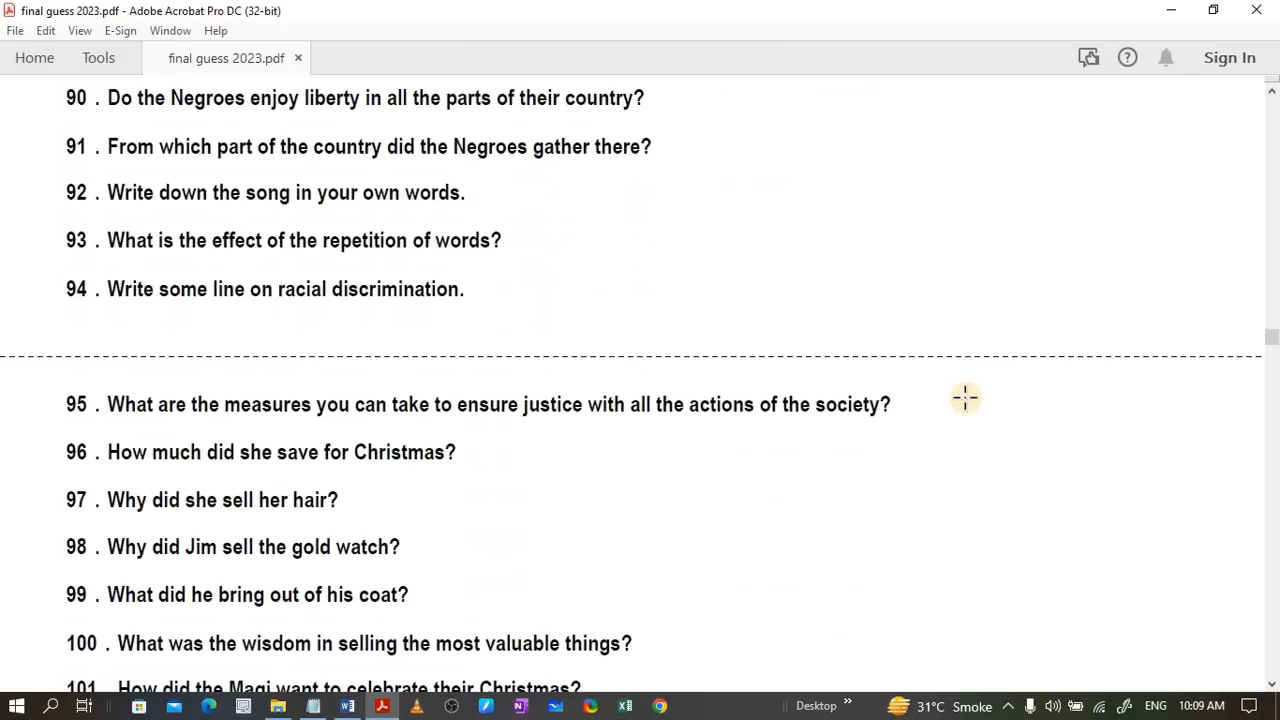 final guess 2023.pdf - Adobe Acrobat Pro DC (32-bit)
File Edit View E-Sign Window Help
Home Tools final guess 2023.pdf × Sign In
90 . Do the Negroes enjoy liberty in all the parts of their country?
91 . From which part of the country did the Negroes gather there?
92 . Write down the song in your own words.
93 . What is the effect of the repetition of words?
94 . Write some line on racial discrimination.
95 . What are the measures you can take to ensure justice with all the actions of the society?
96 . How much did she save for Christmas?
97 . Why did she sell her hair?
98 . Why did Jim sell the gold watch?
99 . What did he bring out of his coat?
100 . What was the wisdom in selling the most valuable things?
101 . How did the Magi want to celebrate their Christmas?
Desktop » 31°C Smoke ENG 10:09 AM